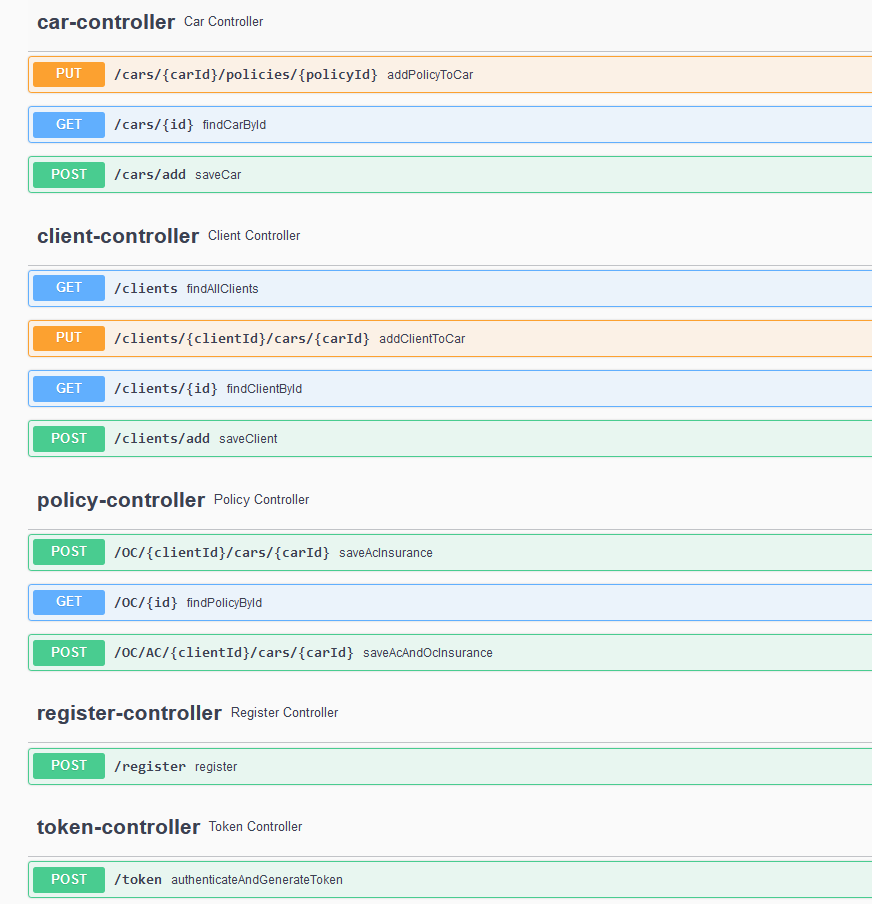 car-controller Car Controller
PUT /cars/{carId}/policies/{policyId} addPolicyToCar
GET /cars/{id} findCarById
POST /cars/add saveCar
client-controller Client Controller
GET /clients findAllClients
PUT /clients/{clientId}/cars/{carId} addClientToCar
GET /clients/{id} findClientById
POST /clients/add saveClient
policy-controller Policy Controller
POST /OC/{clientId}/cars/{carId} saveAcInsurance
GET /OC/{id} findPolicyById
POST /OC/AC/{clientId}/cars/{carId} saveAcAndOcInsurance
register-controller Register Controller
POST /register register
token-controller Token Controller
POST /token authenticateAndGenerateToken